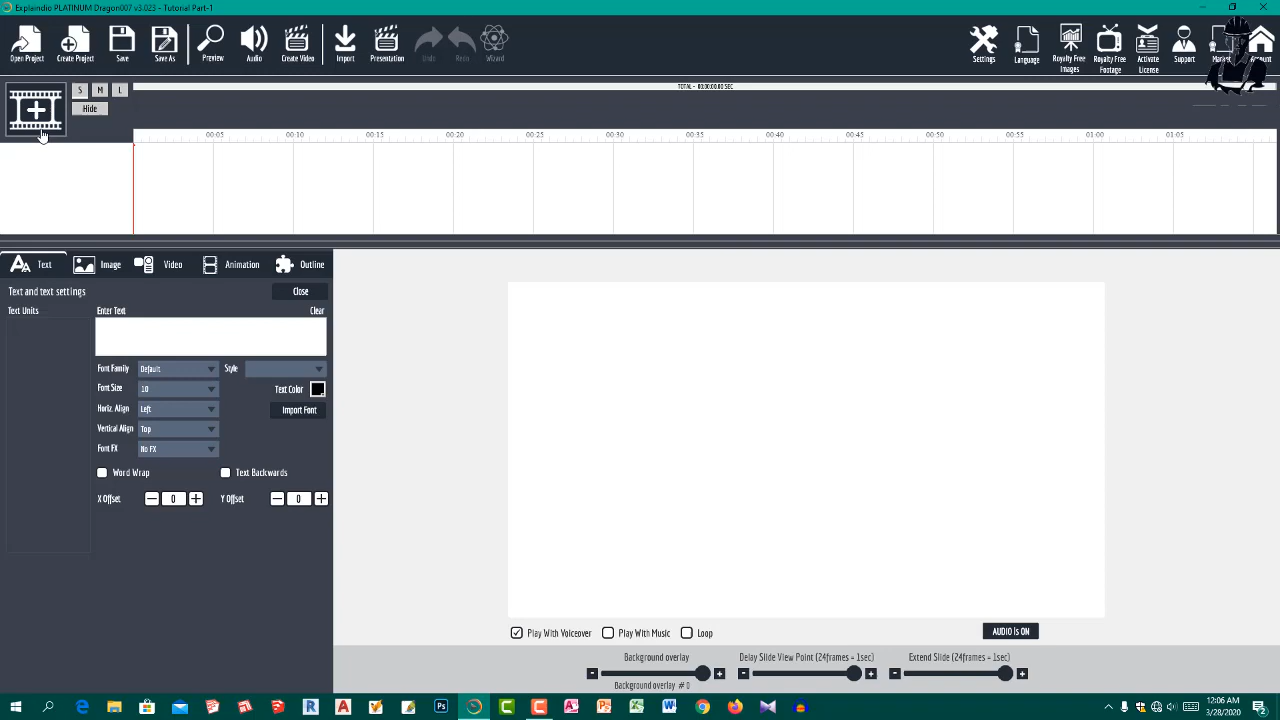 Explaindio PLATINUM Dragon007 v3.023 - Tutorial Part-1
Open Project Create Project Save Save As Preview Audio Create Video Import Presentation Undo Redo Wizard Settings Language Royalty Free Images Royalty Free Footage Activate License Support Account
S M L
Hide
TOTAL - 00:00:00.00 SEC
00:05 00:10 00:15 00:20 00:25 00:30 00:35 00:40 00:45 00:50 00:55 01:00 01:05
Text Image Video Animation Outline
Text and text settings Close
Text Units Enter Text Clear
Font Family Default Style
Font Size 10 Text Color
Horiz. Align Left Import Font
Vertical Align Top
Font FX No FX
Word Wrap Text Backwards
X Offset 0 Y Offset 0
Play With Voiceover Play With Music Loop AUDIO is ON
Background overlay Delay Slide View Point (24frames = 1sec) Extend Slide (24frames = 1sec)
Background overlay # 0
12:06 AM
3/28/2020